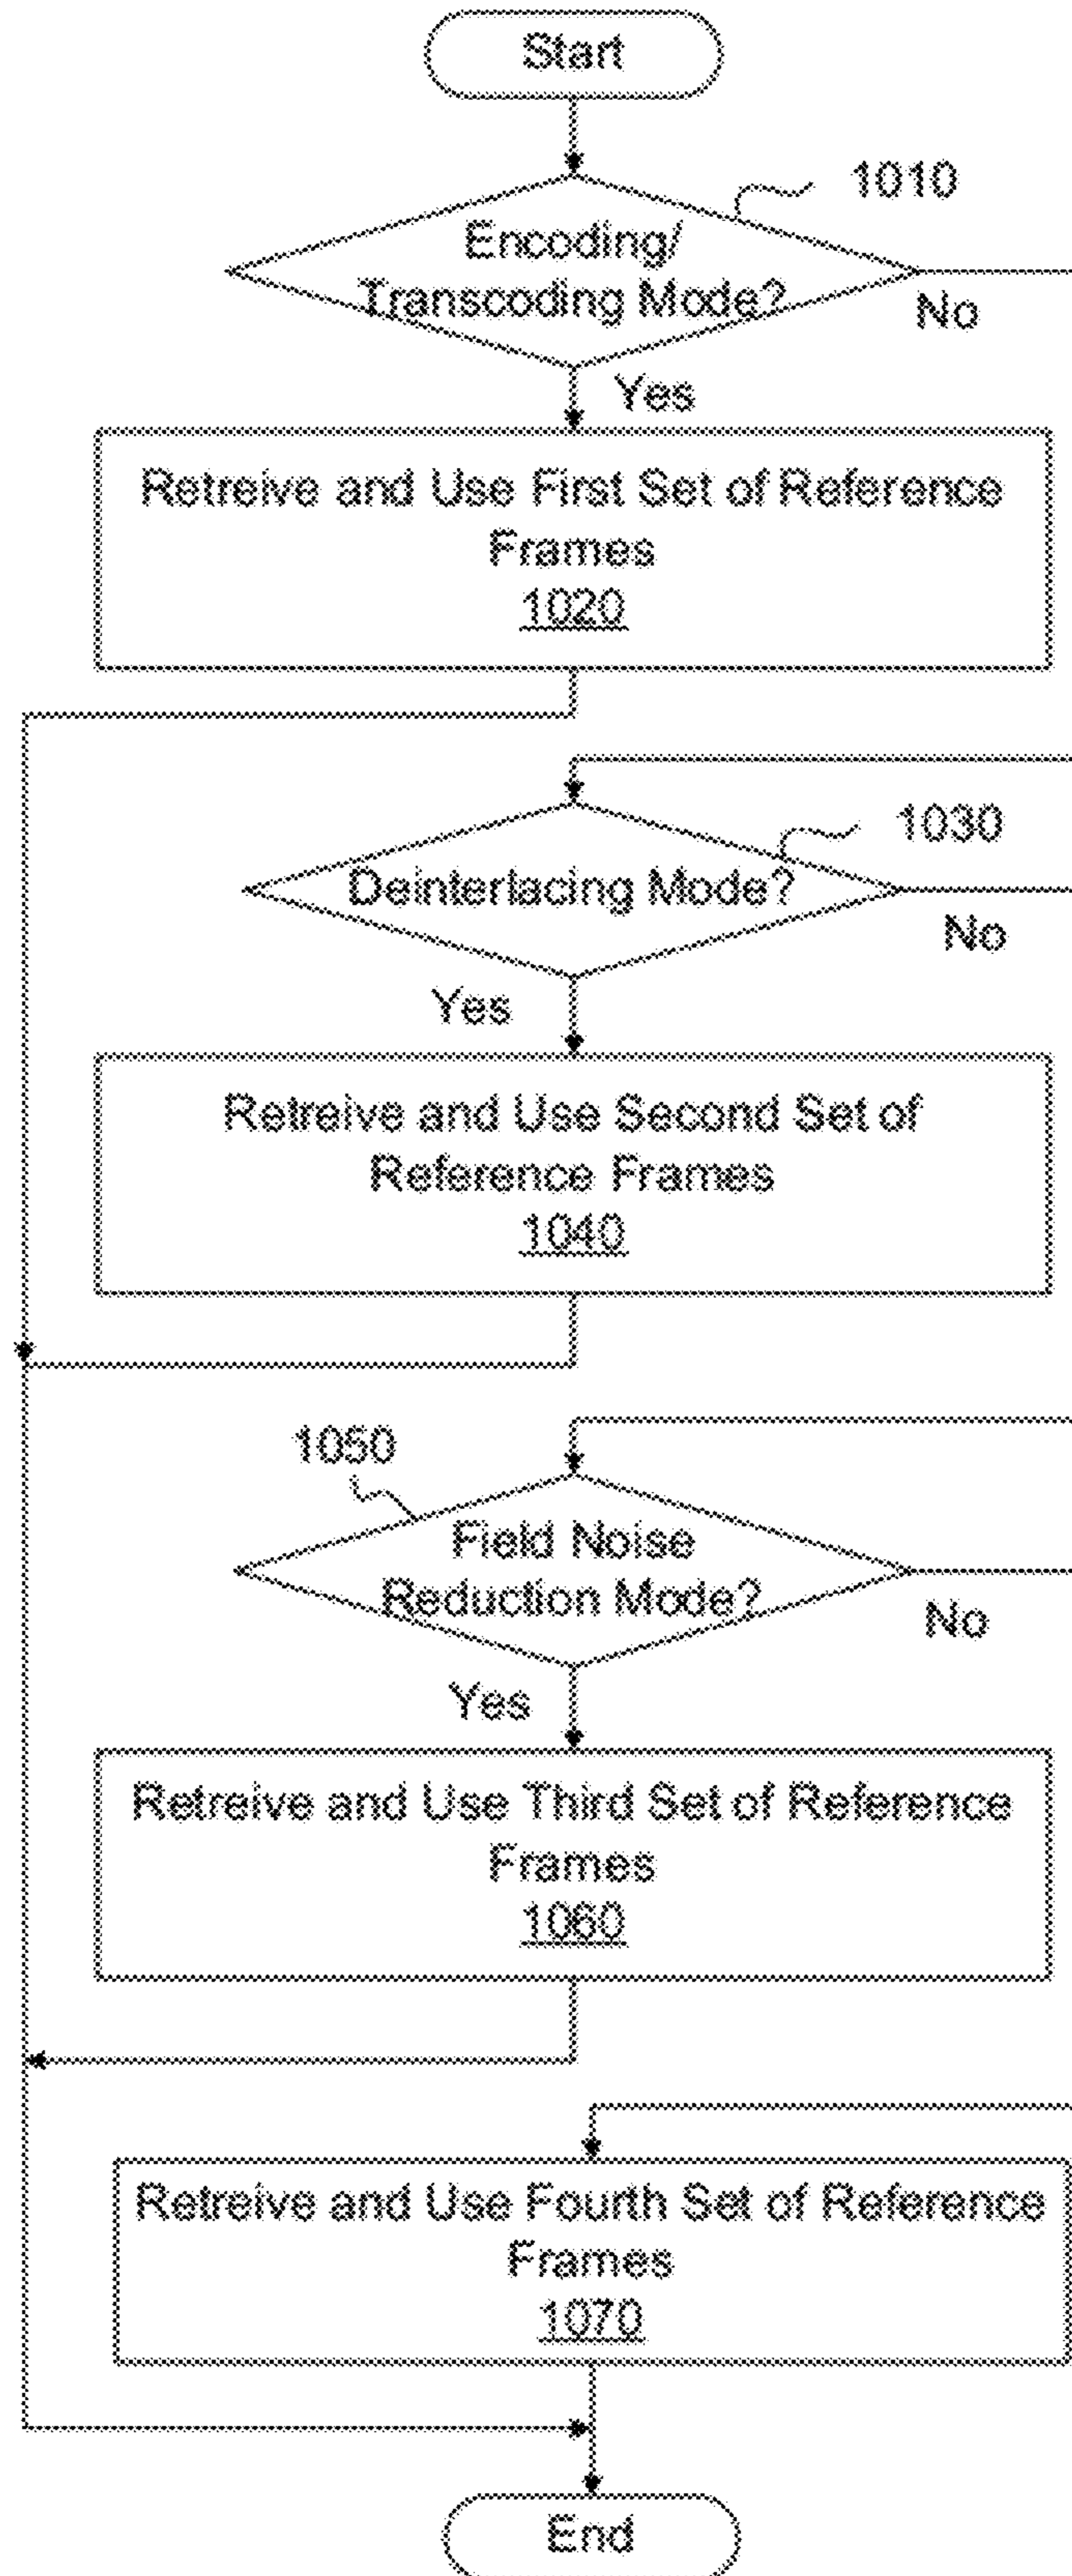 Start
1010
Encoding/
Transcoding Mode?
No
Yes
Retreive and Use First Set of Reference
Frames
1020
1030
Deinterlacing Mode?
No
Yes
Retreive and Use Second Set of
Reference Frames
1040
1050
Field Noise
Reduction Mode?
No
Yes
Retreive and Use Third Set of Reference
Frames
1060
Retreive and Use Fourth Set of Reference
Frames
1070
End